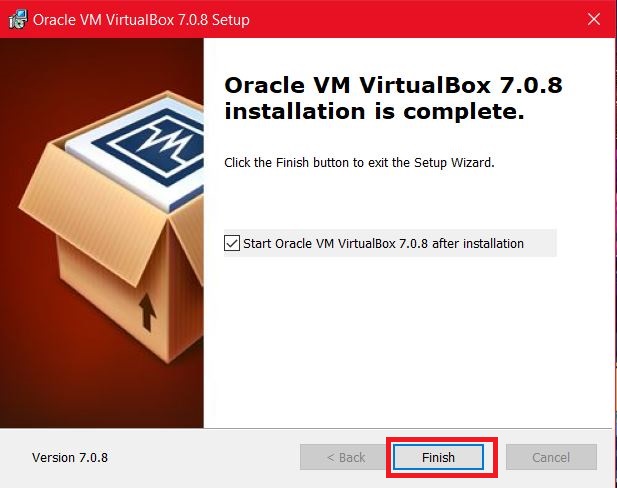 Oracle VM VirtualBox 7.0.8 Setup
Oracle VM VirtualBox 7.0.8
installation is complete.
Click the Finish button to exit the Setup Wizard.
Start Oracle VM VirtualBox 7.0.8 after installation
Version 7.0.8
< Back
Finish
Cancel